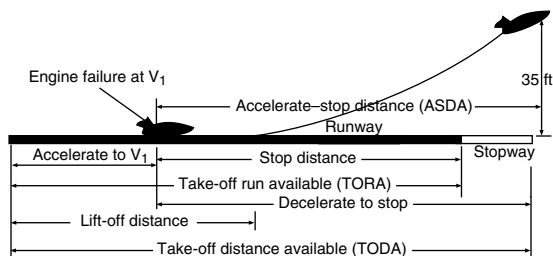 Engine failure at V1
35 ft
Accelerate–stop distance (ASDA)
Runway
Accelerate to V1
Stop distance
Stopway
Take-off run available (TORA)
Decelerate to stop
Lift-off distance
Take-off distance available (TODA)